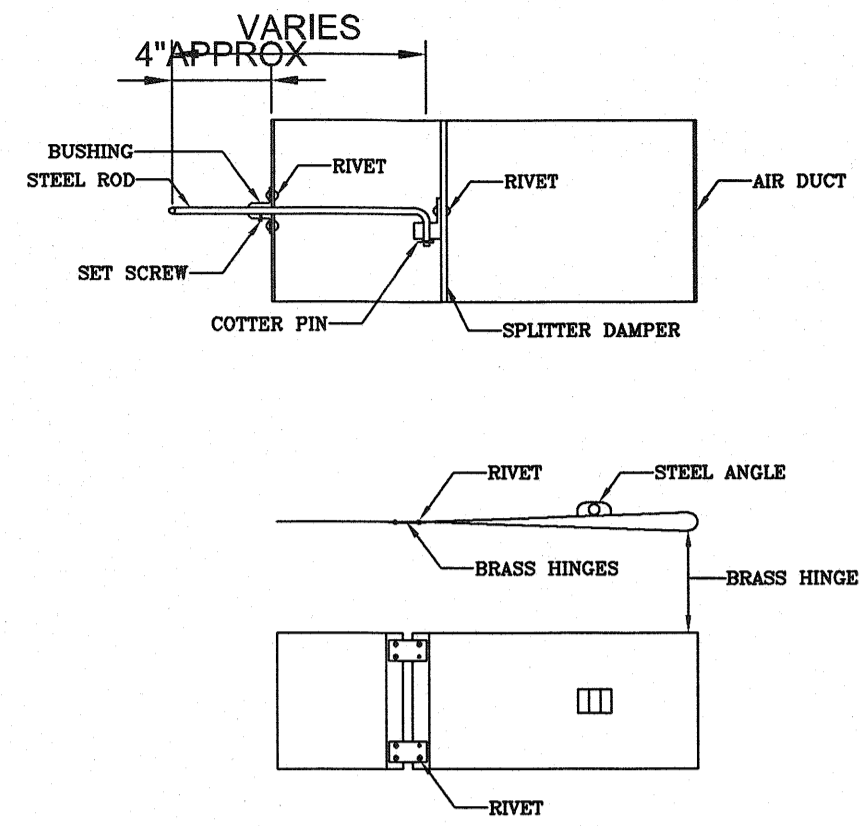 VARIES
4"APPROX
BUSHING
RIVET
STEEL ROD
RIVET
AIR DUCT
SET SCREW
COTTER PIN
SPLITTER DAMPER
RIVET
STEEL ANGLE
BRASS HINGES
BRASS HINGE
RIVET